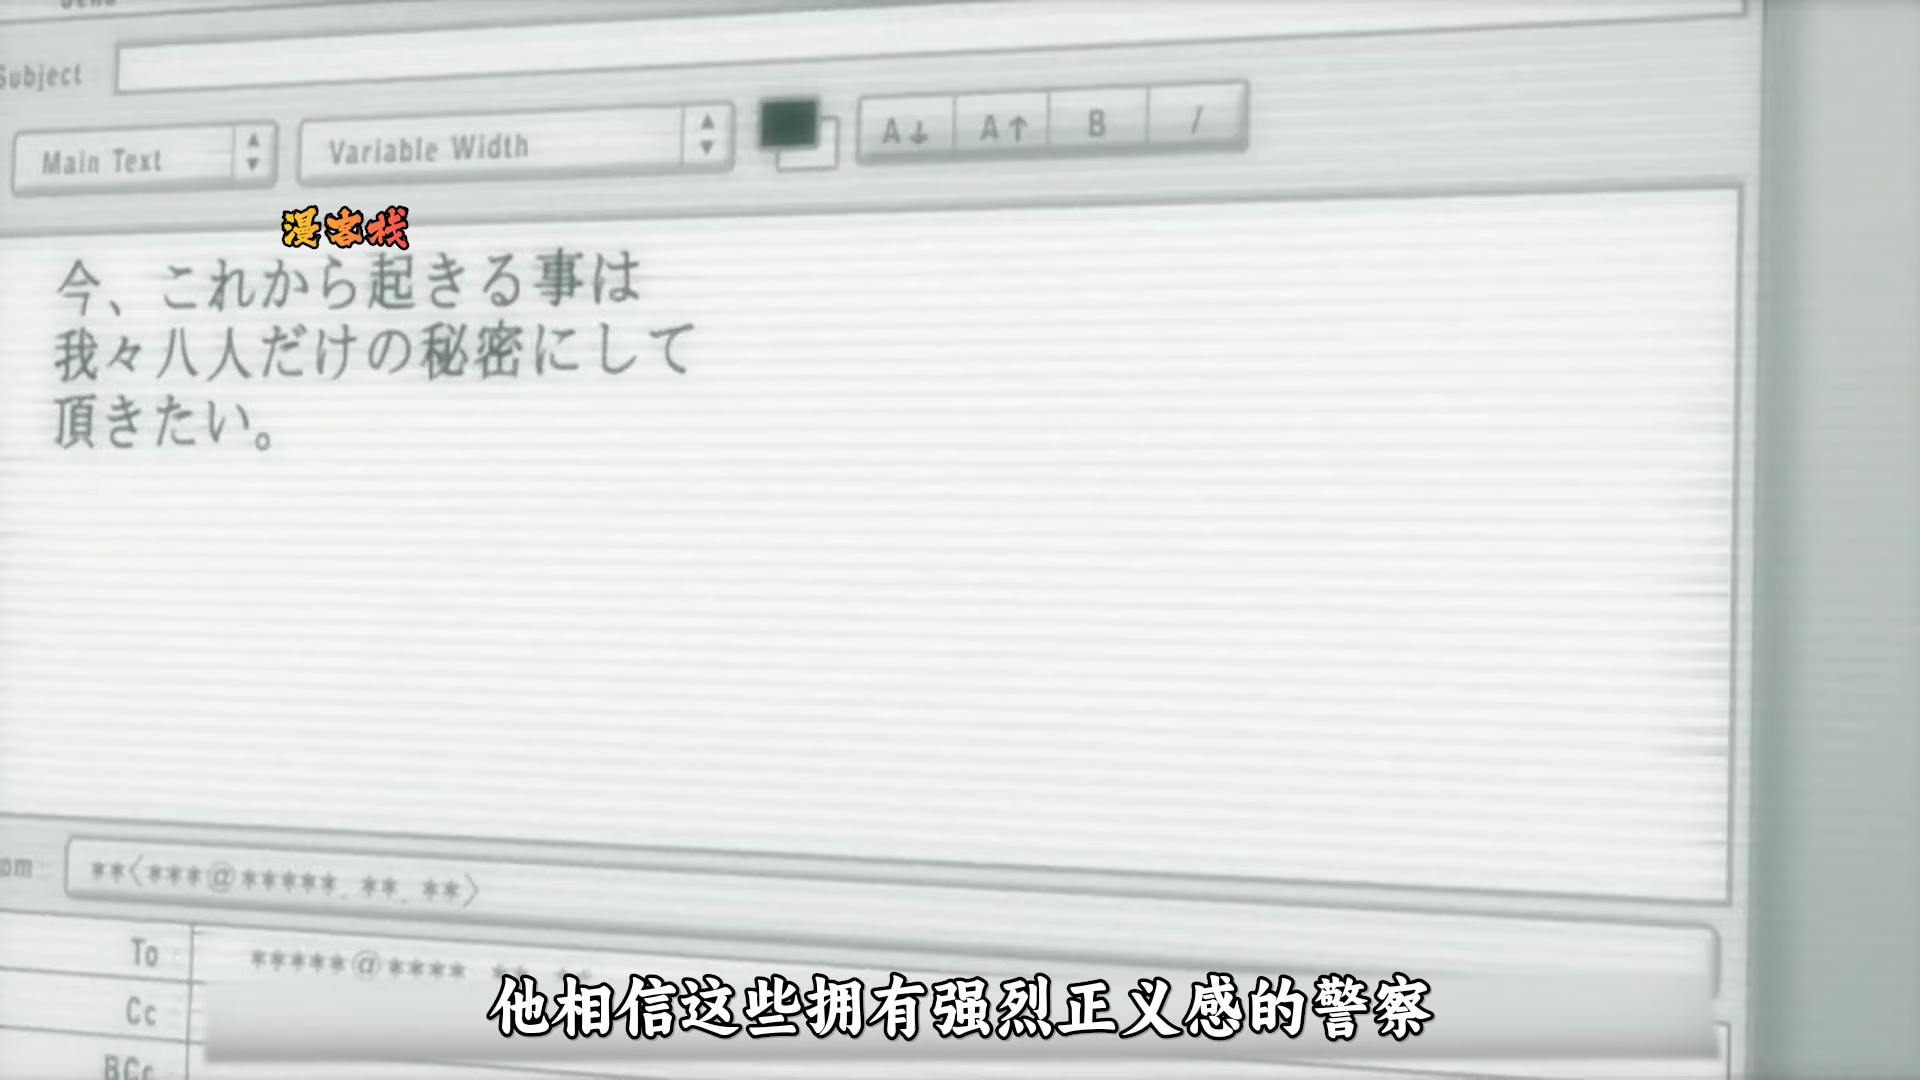 Subject
Main Text
Variable Width
A↓ A↑ B I
漫客栈
今、これから起きる事は
我々八人だけの秘密にして
頂きたい。
**<***@*****.**.**>
To
*****@****
Cc
他相信这些拥有强烈正义感的警察